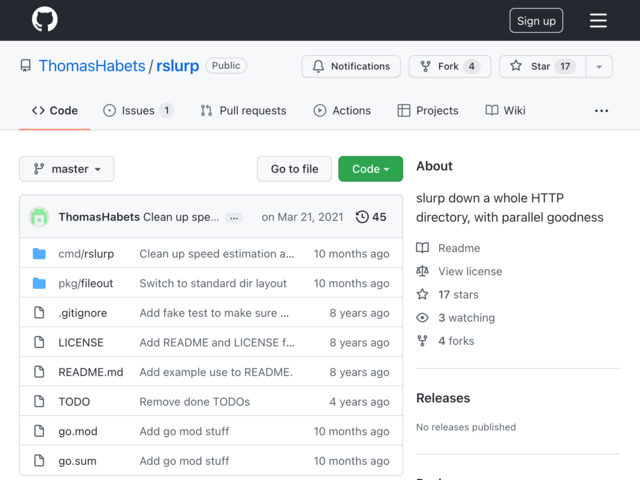 Sign up
ThomasHabets / rslurp Public
Notifications
Fork 4
Star 17
Code
Issues 1
Pull requests
Actions
Projects
Wiki
...
master
Go to file
Code
ThomasHabets Clean up spe... ... on Mar 21, 2021 45
cmd/rslurp Clean up speed estimation a... 10 months ago
pkg/fileout Switch to standard dir layout 10 months ago
.gitignore Add fake test to make sure ... 8 years ago
LICENSE Add README and LICENSE f... 8 years ago
README.md Add example use to README. 8 years ago
TODO Remove done TODOs 4 years ago
go.mod Add go mod stuff 10 months ago
go.sum Add go mod stuff 10 months ago
About
slurp down a whole HTTP
directory, with parallel goodness
Readme
View license
17 stars
3 watching
4 forks
Releases
No releases published